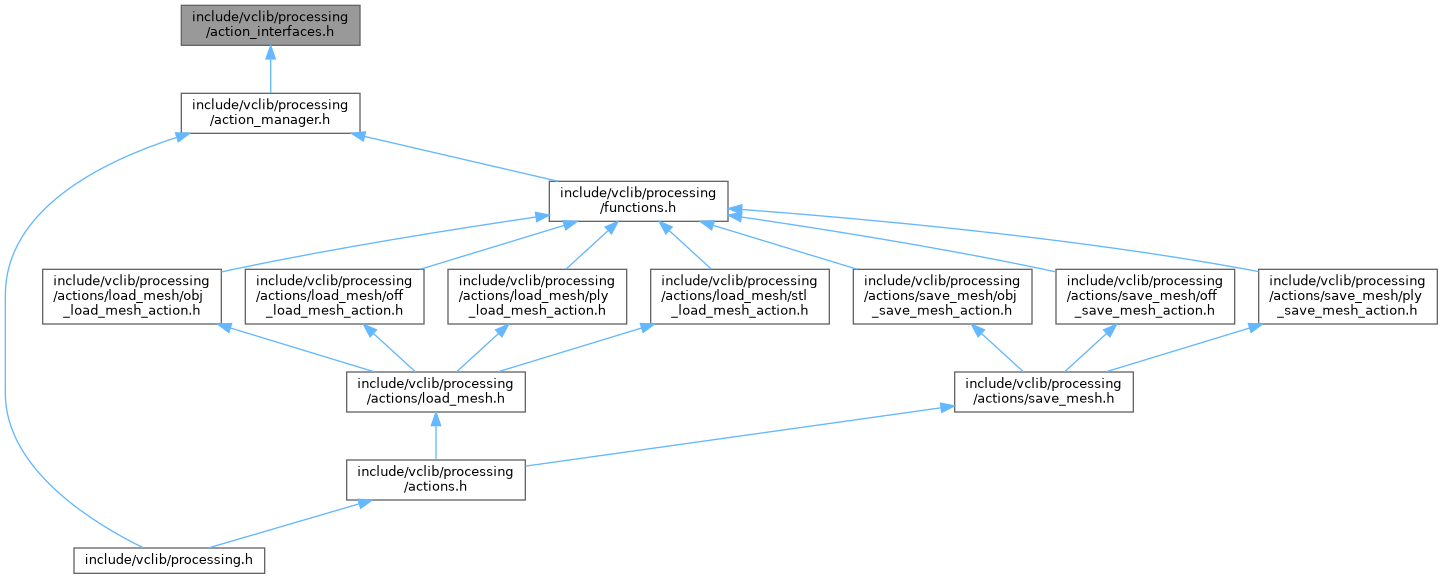 include/vclib/processing
/action_interfaces.h
include/vclib/processing
/action_manager.h
include/vclib/processing
/functions.h
include/vclib/processing
/actions/load_mesh/obj
_load_mesh_action.h
include/vclib/processing
/actions/load_mesh/off
_load_mesh_action.h
include/vclib/processing
/actions/load_mesh/ply
_load_mesh_action.h
include/vclib/processing
/actions/load_mesh/stl
_load_mesh_action.h
include/vclib/processing
/actions/save_mesh/obj
_save_mesh_action.h
include/vclib/processing
/actions/save_mesh/off
_save_mesh_action.h
include/vclib/processing
/actions/save_mesh/ply
_save_mesh_action.h
include/vclib/processing
/actions/load_mesh.h
include/vclib/processing
/actions/save_mesh.h
include/vclib/processing
/actions.h
include/vclib/processing.h